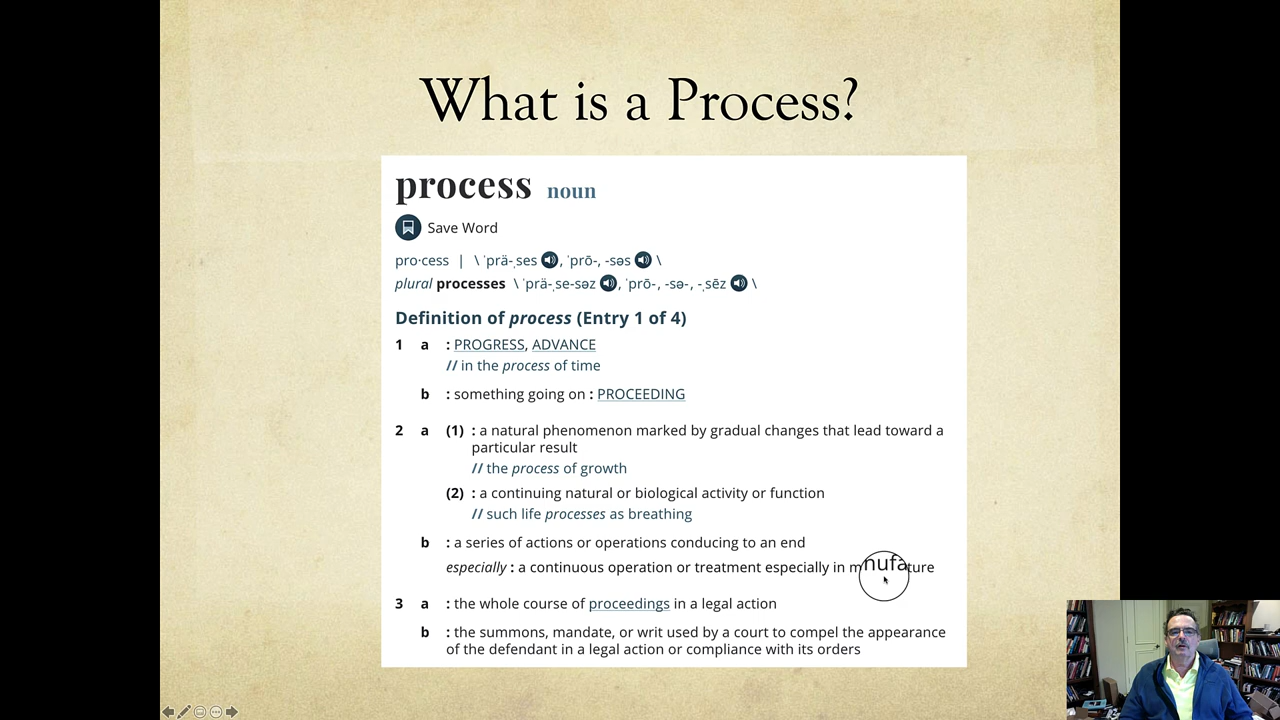 What is a Process?
process noun
Save Word
pro·cess | \ ˈprä-ˌses , ˈprō-, -səs \
plural processes \ ˈprä-ˌse-səz , ˈprō-, -sə-, -ˌsēz \
Definition of process (Entry 1 of 4)
1 a : PROGRESS, ADVANCE
// in the process of time
b : something going on : PROCEEDING
2 a (1) : a natural phenomenon marked by gradual changes that lead toward a
particular result
// the process of growth
(2) : a continuing natural or biological activity or function
// such life processes as breathing
b : a series of actions or operations conducing to an end
especially : a continuous operation or treatment especially in manufacture
3 a : the whole course of proceedings in a legal action
b : the summons, mandate, or writ used by a court to compel the appearance
of the defendant in a legal action or compliance with its orders